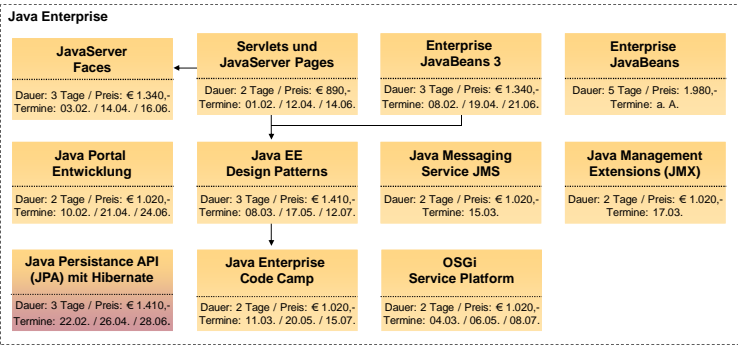 Java Enterprise
JavaServer
Faces
Dauer: 3 Tage / Preis: € 1.340,-
Termine: 03.02. / 14.04. / 16.06.
Servlets und
JavaServer Pages
Dauer: 2 Tage / Preis: € 890,-
Termine: 01.02. / 12.04. / 14.06.
Enterprise
JavaBeans 3
Dauer: 3 Tage / Preis: € 1.340,-
Termine: 08.02. / 19.04. / 21.06.
Enterprise
JavaBeans
Dauer: 5 Tage / Preis: 1.980,-
Termine: a. A.
Java Portal
Entwicklung
Dauer: 2 Tage / Preis: € 1.020,-
Termine: 10.02. / 21.04. / 24.06.
Java EE
Design Patterns
Dauer: 3 Tage / Preis: € 1.410,-
Termine: 08.03. / 17.05. / 12.07.
Java Messaging
Service JMS
Dauer: 2 Tage / Preis: € 1.020,-
Termine: 15.03.
Java Management
Extensions (JMX)
Dauer: 2 Tage / Preis: € 1.020,-
Termine: 17.03.
Java Persistance API
(JPA) mit Hibernate
Dauer: 3 Tage / Preis: € 1.410,-
Termine: 22.02. / 26.04. / 28.06.
Java Enterprise
Code Camp
Dauer: 2 Tage / Preis: € 1.020,-
Termine: 11.03. / 20.05. / 15.07.
OSGi
Service Platform
Dauer: 2 Tage / Preis: € 1.020,-
Termine: 04.03. / 06.05. / 08.07.